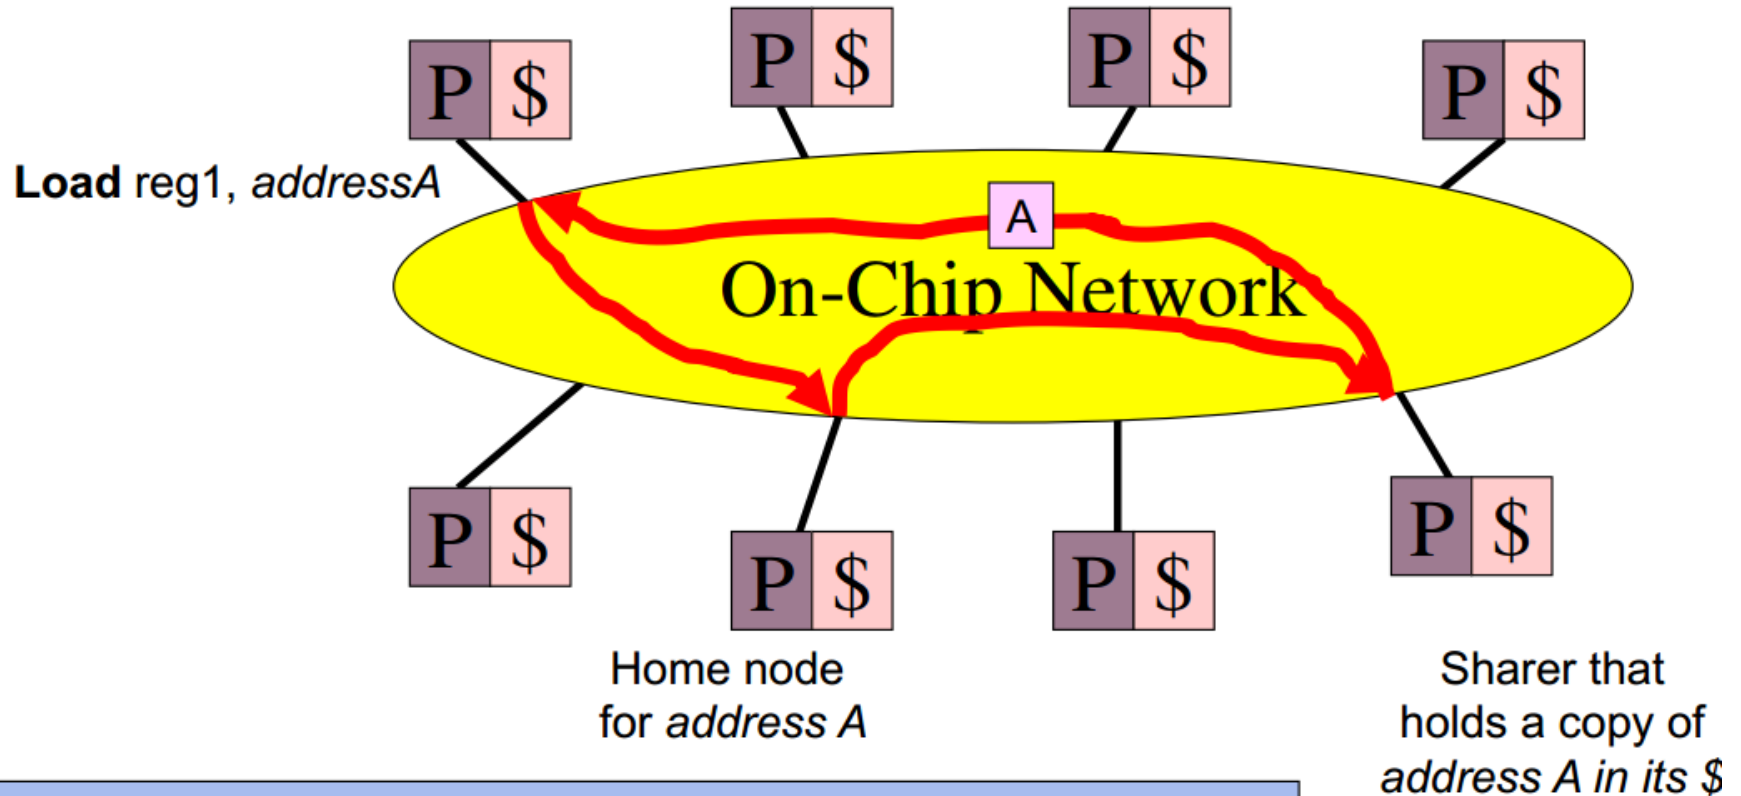 P $
P $
P $
P $
Load reg1, addressA
A
On-Chip Network
P $
P $
P $
P $
Home node
for address A
Sharer that
holds a copy of
address A in its $